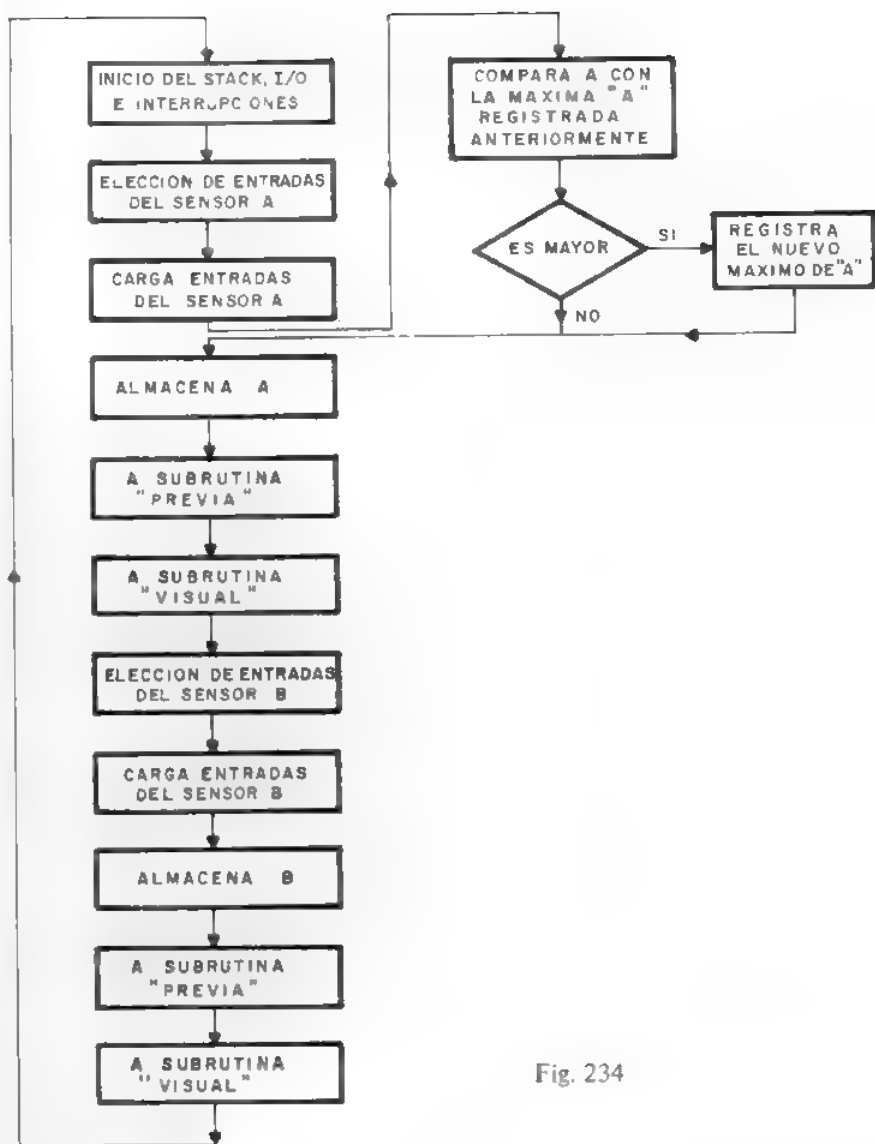 INICIO DEL STACK, I/O
E INTERRUPCIONES
ELECCION DE ENTRADAS
DEL SENSOR A
CARGA ENTRADAS
DEL SENSOR A
ALMACENA A
A SUBRUTINA
"PREVIA"
A SUBRUTINA
"VISUAL"
ELECCION DE ENTRADAS
DEL SENSOR B
CARGA ENTRADAS
DEL SENSOR B
ALMACENA B
A SUBRUTINA
"PREVIA"
A SUBRUTINA
"VISUAL"
COMPARA A CON
LA MAXIMA "A"
REGISTRADA
ANTERIORMENTE
ES MAYOR
SI
NO
REGISTRA
EL NUEVO
MAXIMO DE "A"
Fig. 234